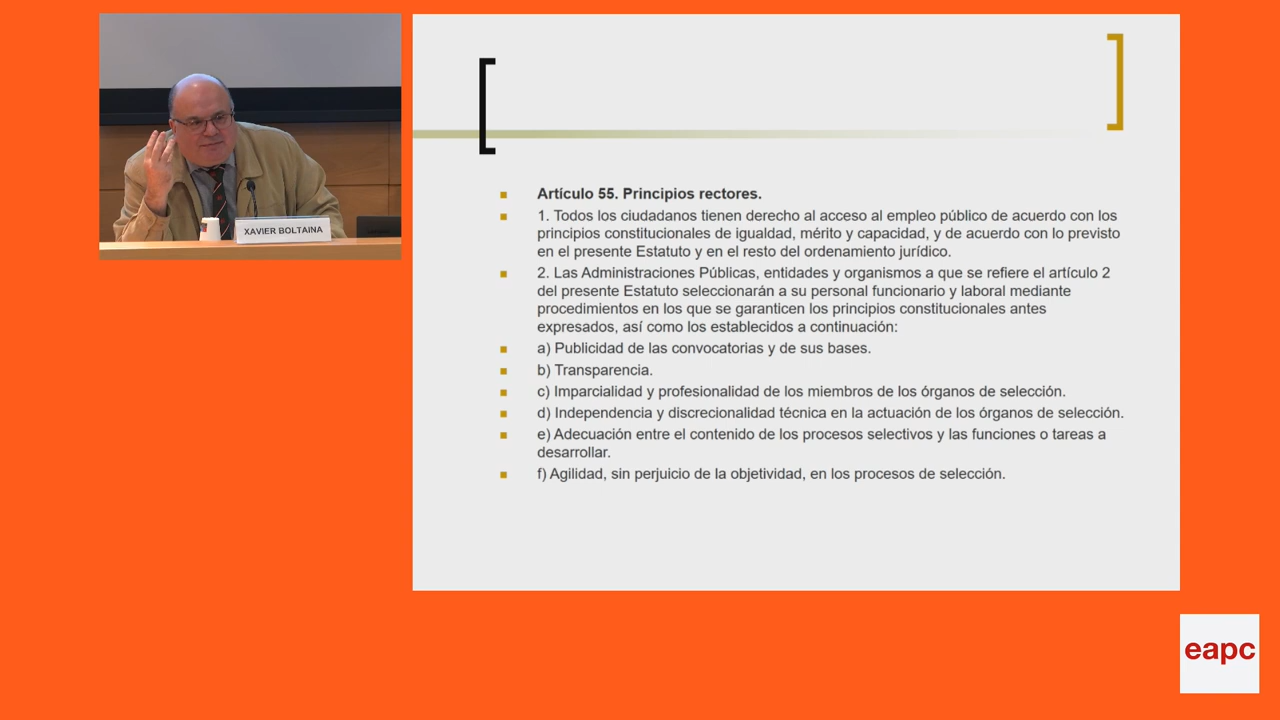 XAVIER BOLTAINA
Artículo 55. Principios rectores.
1. Todos los ciudadanos tienen derecho al acceso al empleo público de acuerdo con los
principios constitucionales de igualdad, mérito y capacidad, y de acuerdo con lo previsto
en el presente Estatuto y en el resto del ordenamiento jurídico.
2. Las Administraciones Públicas, entidades y organismos a que se refiere el artículo 2
del presente Estatuto seleccionarán a su personal funcionario y laboral mediante
procedimientos en los que se garanticen los principios constitucionales antes
expresados, así como los establecidos a continuación:
a) Publicidad de las convocatorias y de sus bases.
b) Transparencia.
c) Imparcialidad y profesionalidad de los miembros de los órganos de selección.
d) Independencia y discrecionalidad técnica en la actuación de los órganos de selección.
e) Adecuación entre el contenido de los procesos selectivos y las funciones o tareas a
desarrollar.
f) Agilidad, sin perjuicio de la objetividad, en los procesos de selección.
eapc